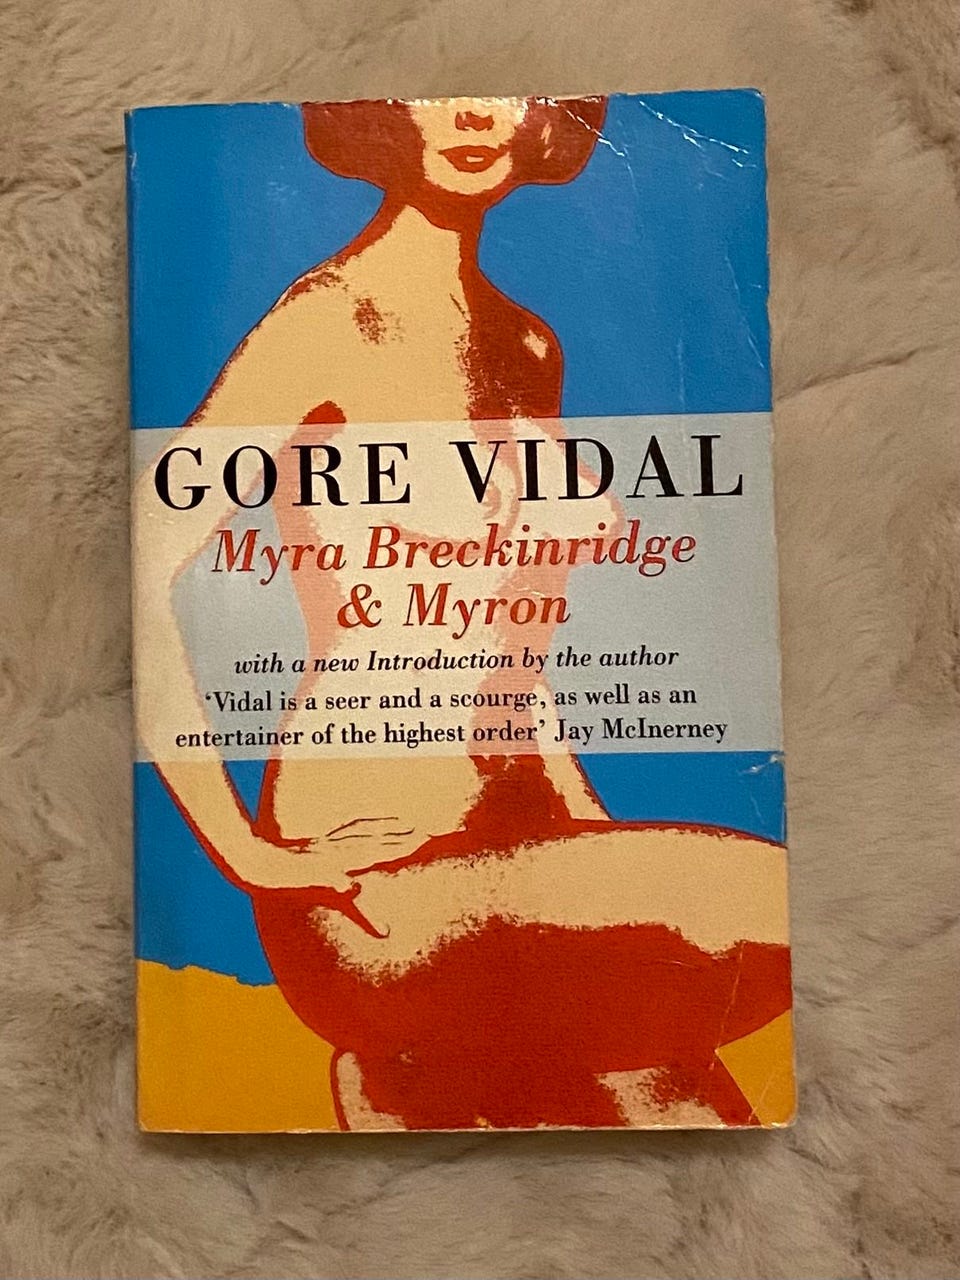 GORE VIDAL
Myra Breckinridge
& Myron
with a new Introduction by the author
‘Vidal is a seer and a scourge, as well as an
entertainer of the highest order’ Jay McInerney